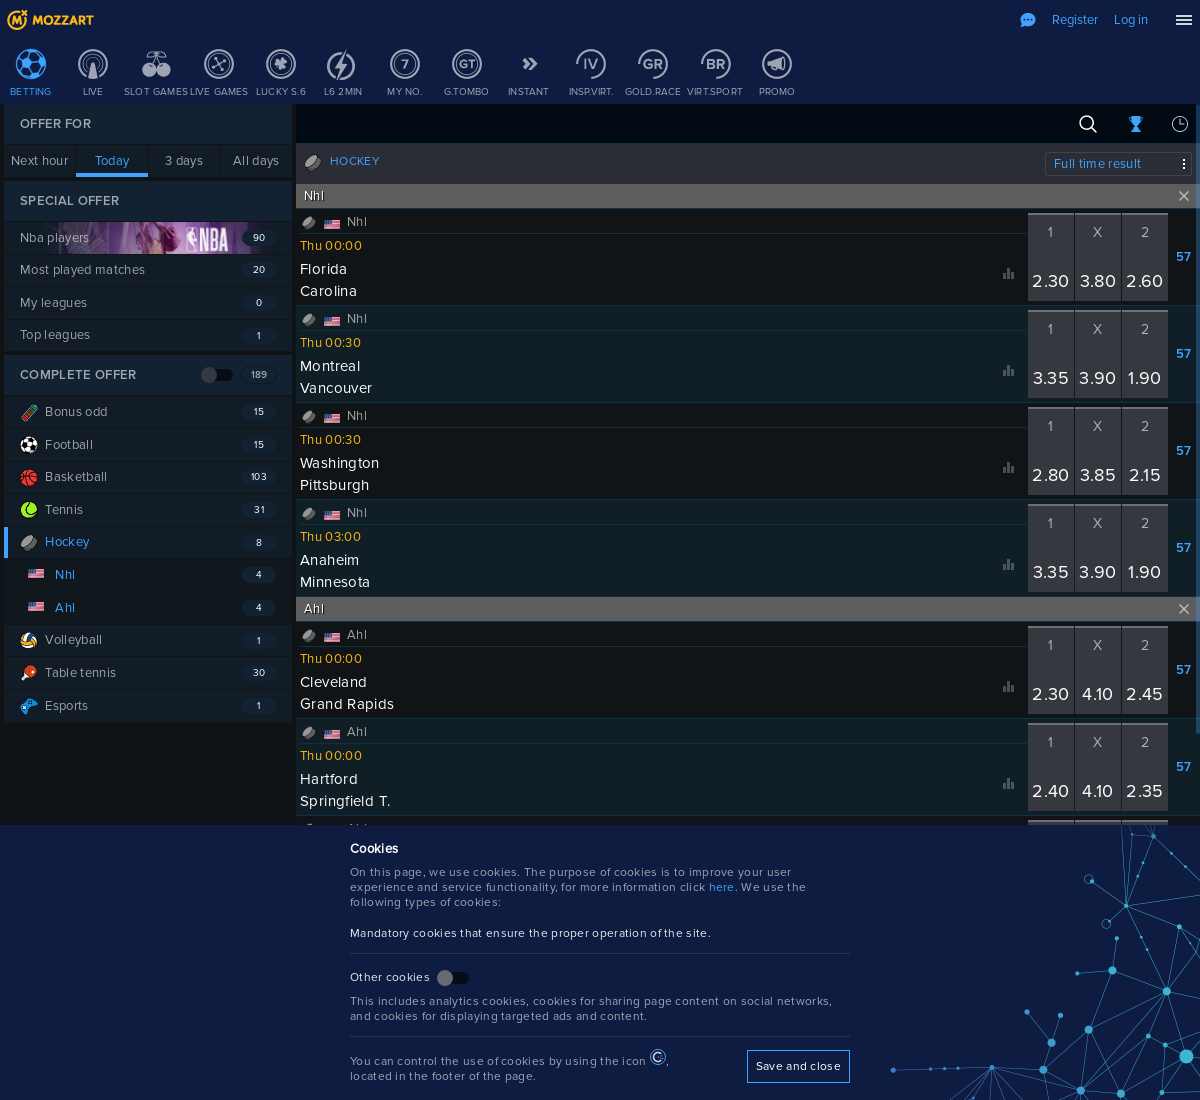 MOZZART
Register
Log in
BETTING
LIVE
SLOT GAMES
LIVE GAMES
LUCKY S.6
L6 2MIN
7
MY NO.
GT
G.TOMBO
INSTANT
IV
INSP.VIRT.
GR
GOLD.RACE
BR
VIRT.SPORT
PROMO
OFFER FOR
Next hour
Today
3 days
All days
SPECIAL OFFER
Nba players
NBA
90
Most played matches
20
My leagues
0
Top leagues
1
COMPLETE OFFER
189
Bonus odd
15
Football
15
Basketball
103
Tennis
31
Hockey
8
Nhl
4
Ahl
4
Volleyball
1
Table tennis
30
Esports
1
HOCKEY
Full time result
Nhl
Nhl
Thu 00:00
Florida
Carolina
1 X 2
2.30 3.80 2.60
57
Nhl
Thu 00:30
Montreal
Vancouver
1 X 2
3.35 3.90 1.90
57
Nhl
Thu 00:30
Washington
Pittsburgh
1 X 2
2.80 3.85 2.15
57
Nhl
Thu 03:00
Anaheim
Minnesota
1 X 2
3.35 3.90 1.90
57
Ahl
Ahl
Thu 00:00
Cleveland
Grand Rapids
1 X 2
2.30 4.10 2.45
57
Ahl
Thu 00:00
Hartford
Springfield T.
1 X 2
2.40 4.10 2.35
57
Cookies
On this page, we use cookies. The purpose of cookies is to improve your user
experience and service functionality, for more information click here. We use the
following types of cookies:
Mandatory cookies that ensure the proper operation of the site.
Other cookies
This includes analytics cookies, cookies for sharing page content on social networks,
and cookies for displaying targeted ads and content.
You can control the use of cookies by using the icon ,
located in the footer of the page.
Save and close